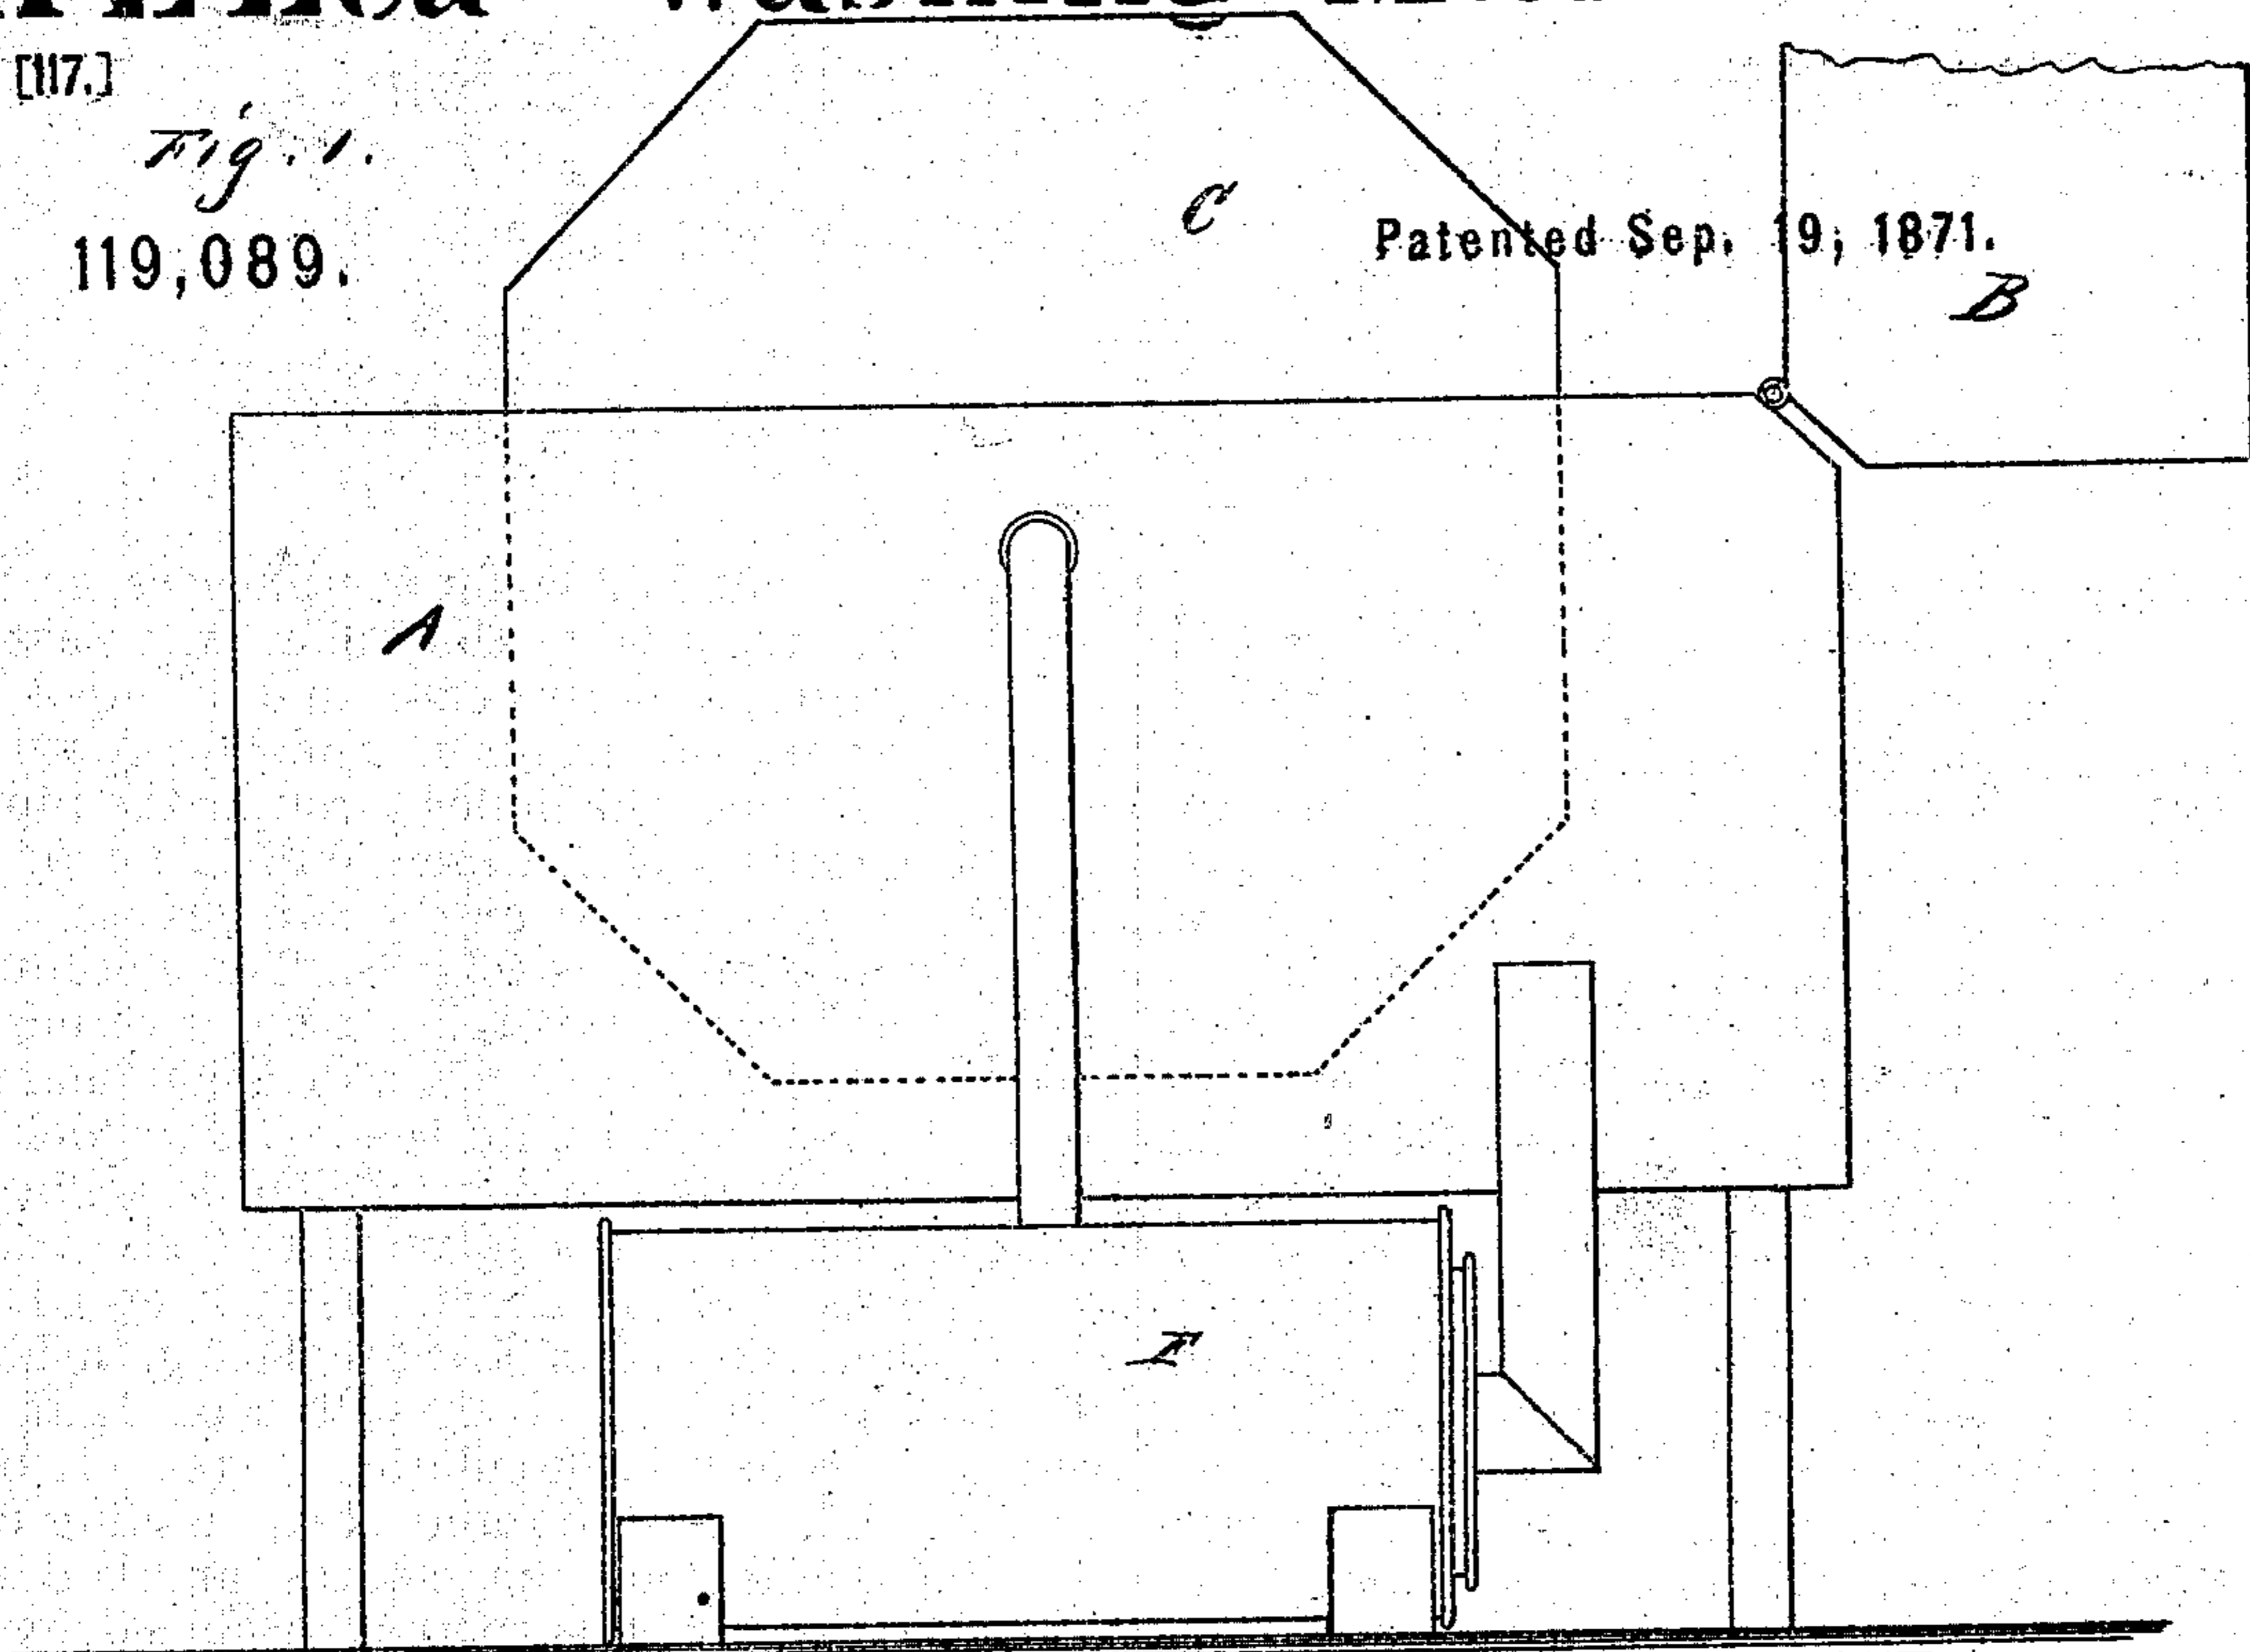 [117.]
Fig. 1.
119,089.
C
Patented Sep. 19, 1871.
B
A
F